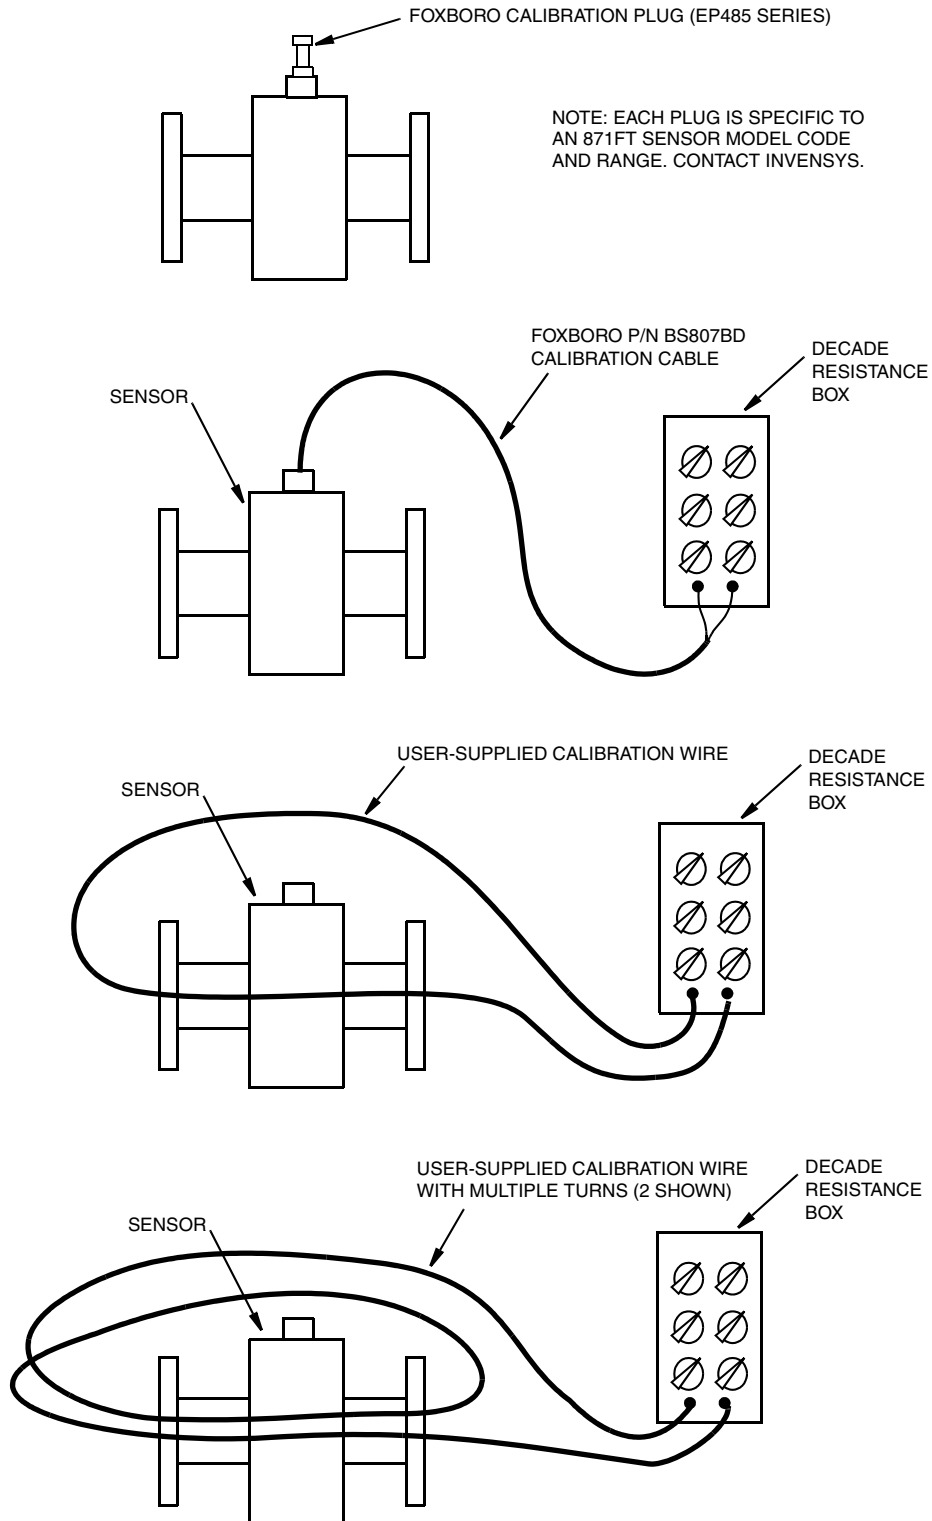 FOXBORO CALIBRATION PLUG (EP485 SERIES)
NOTE: EACH PLUG IS SPECIFIC TO
AN 871FT SENSOR MODEL CODE
AND RANGE. CONTACT INVENSYS.
FOXBORO P/N BS807BD
CALIBRATION CABLE
DECADE
RESISTANCE
BOX
SENSOR
USER-SUPPLIED CALIBRATION WIRE
DECADE
RESISTANCE
BOX
SENSOR
USER-SUPPLIED CALIBRATION WIRE
WITH MULTIPLE TURNS (2 SHOWN)
DECADE
RESISTANCE
BOX
SENSOR